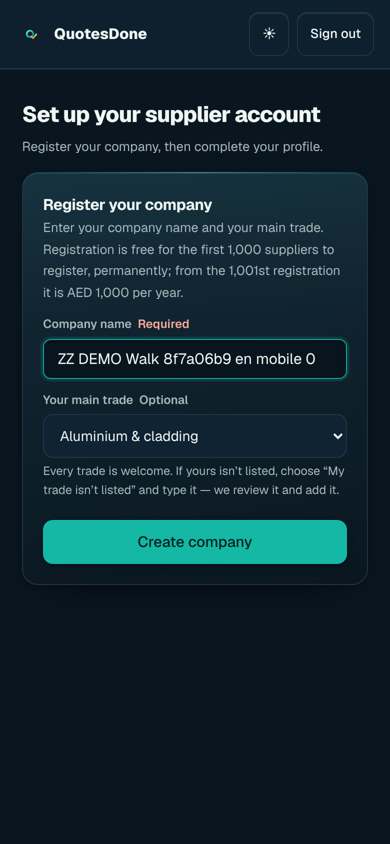 QuotesDone
Sign out
Set up your supplier account
Register your company, then complete your profile.
Register your company
Enter your company name and your main trade.
Registration is free for the first 1,000 suppliers to
register, permanently; from the 1,001st registration
it is AED 1,000 per year.
Company name Required
ZZ DEMO Walk 8f7a06b9 en mobile 0
Your main trade Optional
Aluminium & cladding
Every trade is welcome. If yours isn’t listed, choose “My
trade isn’t listed” and type it — we review it and add it.
Create company